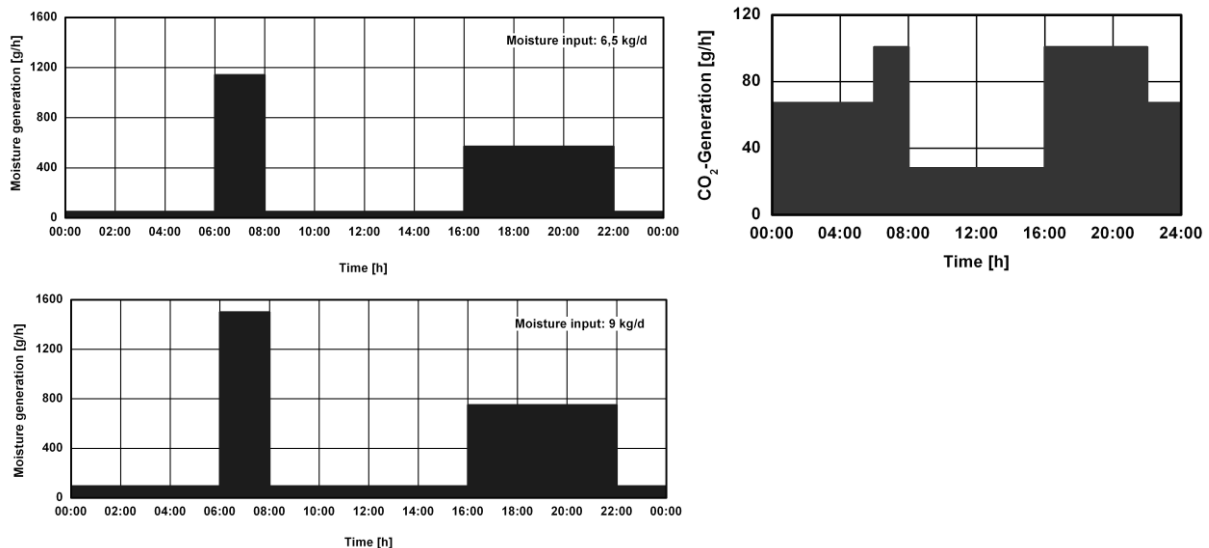 Moisture generation [g/h]
1600
1200
800
400
0
Moisture input: 6,5 kg/d
00:00 02:00 04:00 06:00 08:00 10:00 12:00 14:00 16:00 18:00 20:00 22:00 00:00
Time [h]
CO₂-Generation [g/h]
120
80
40
0
00:00 04:00 08:00 12:00 16:00 20:00 24:00
Time [h]
Moisture generation [g/h]
1600
1200
800
400
0
Moisture input: 9 kg/d
00:00 02:00 04:00 06:00 08:00 10:00 12:00 14:00 16:00 18:00 20:00 22:00 00:00
Time [h]